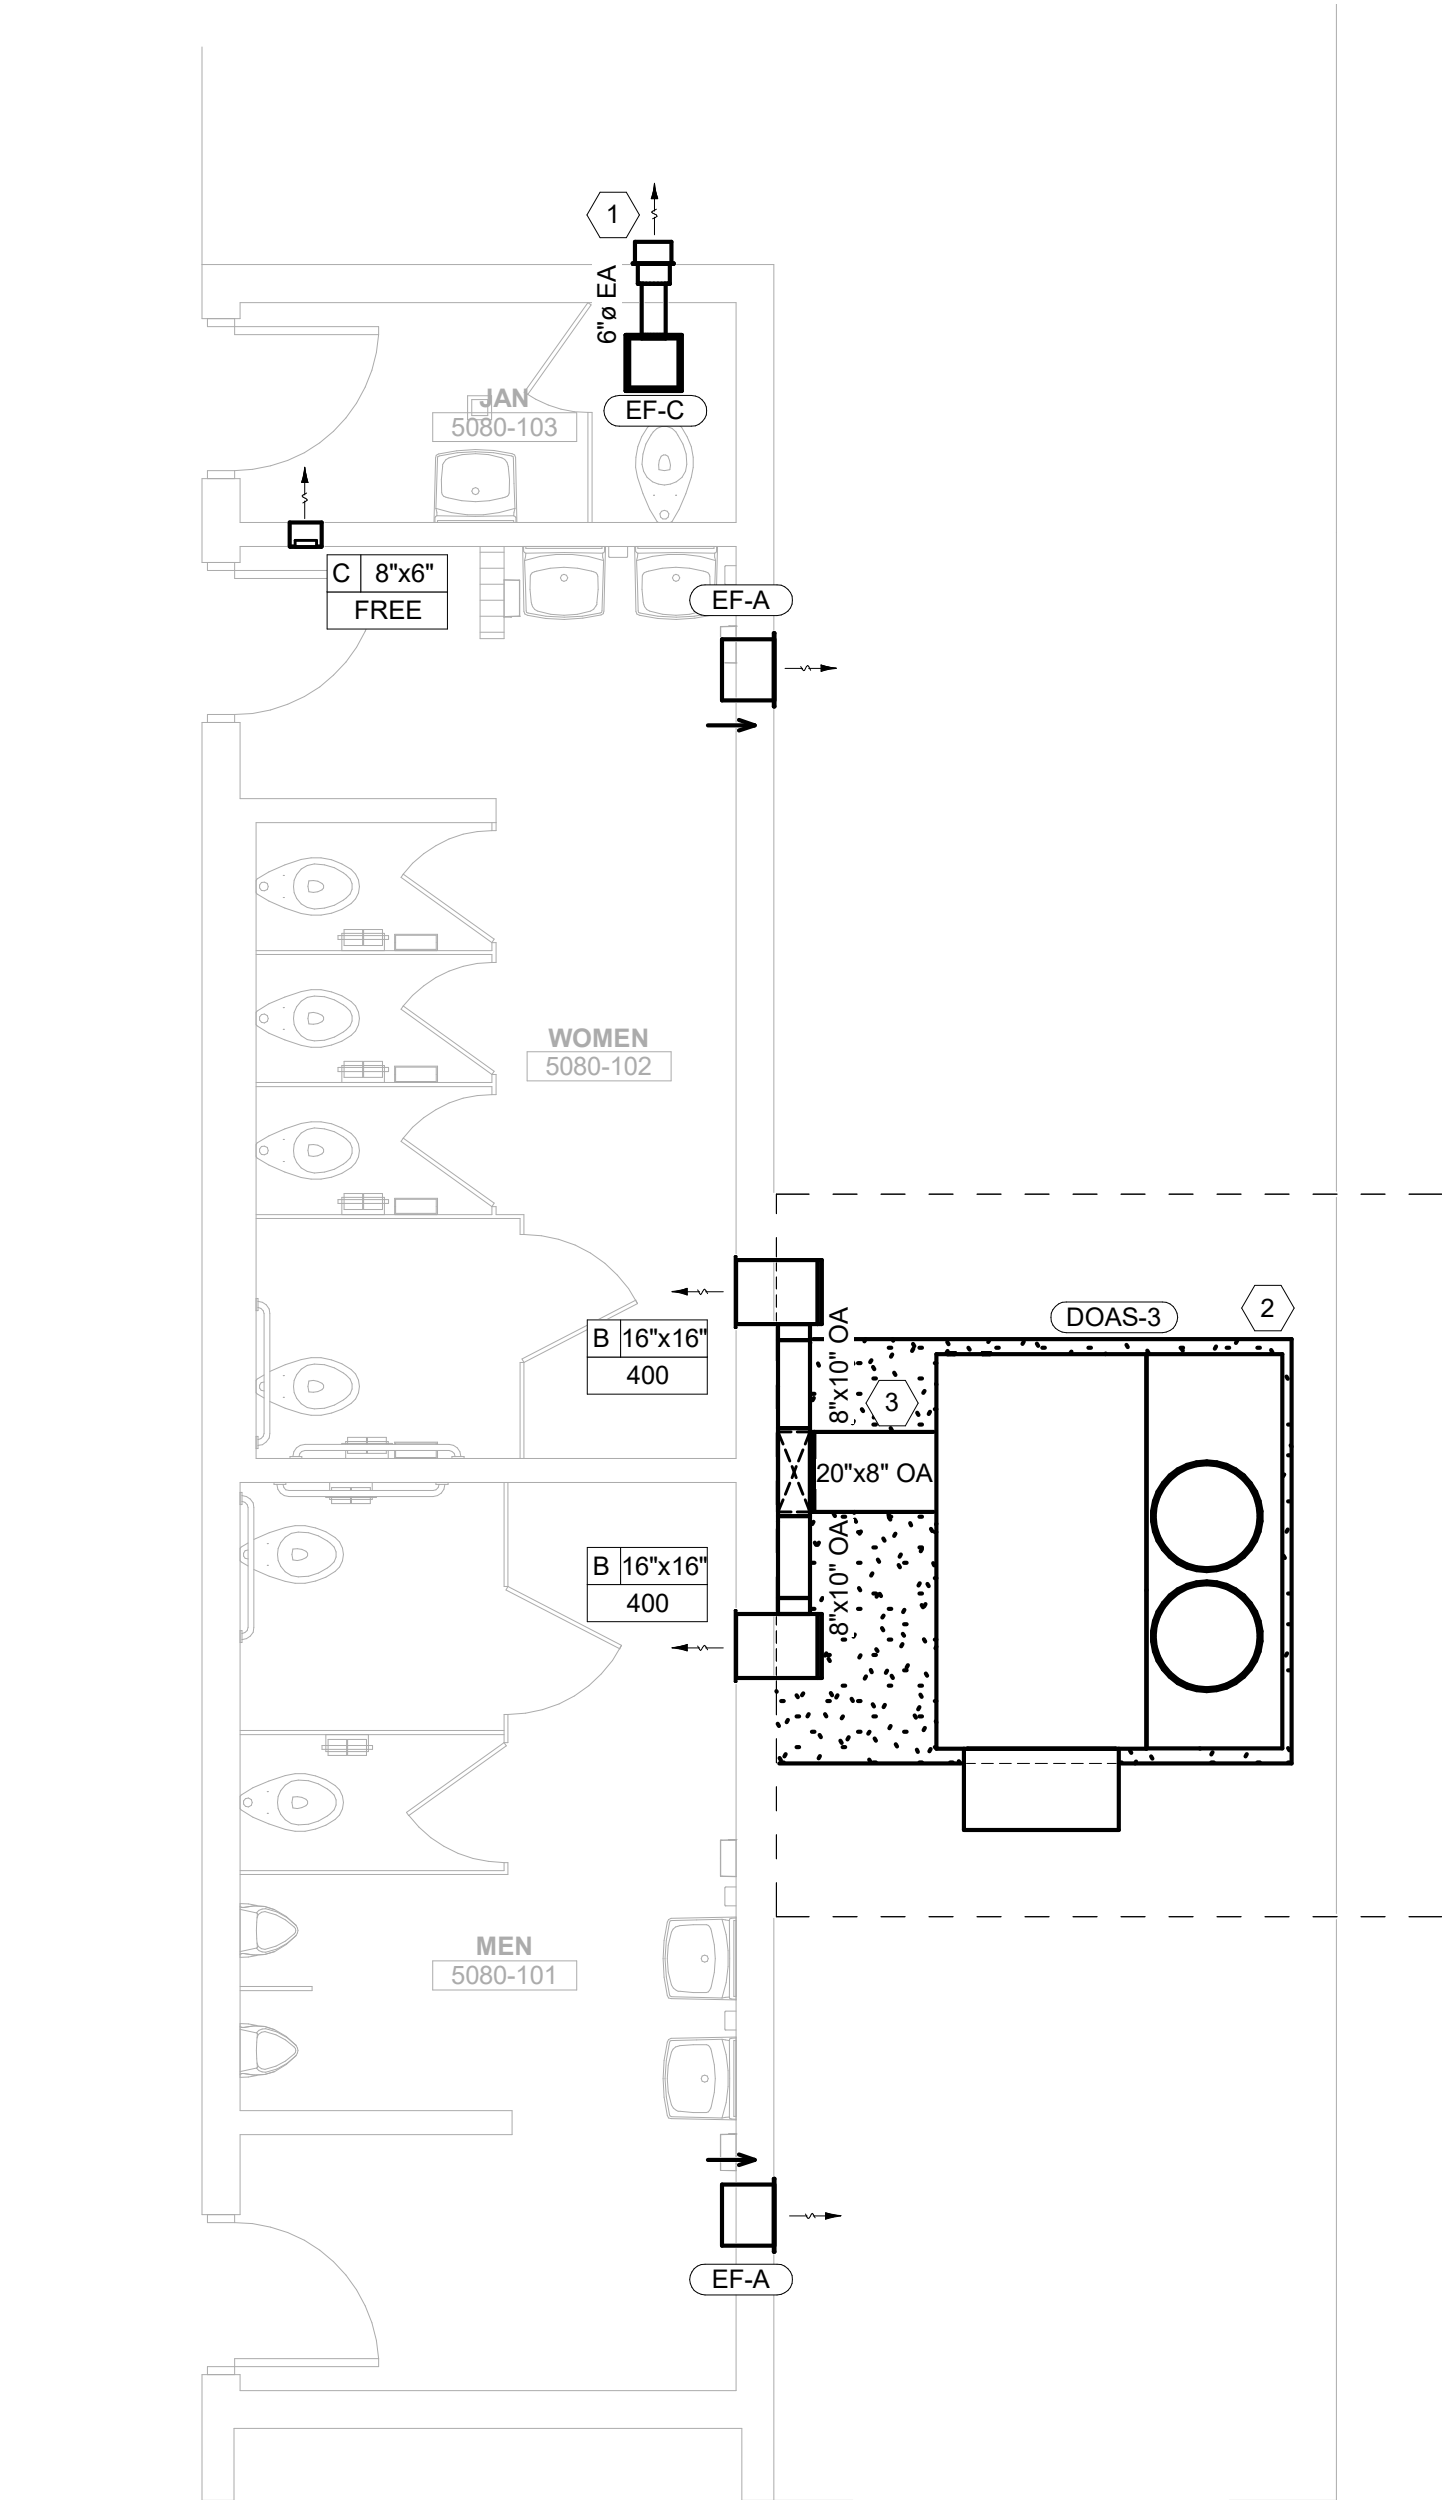 1
6"ø EA
JAN
5080-103
EF-C
C 8"x6"
FREE
EF-A
WOMEN
5080-102
DOAS-3
2
B 16"x16"
400
8"x10" OA
3
20"x8" OA
B 16"x16"
400
8"x10" OA
MEN
5080-101
EF-A